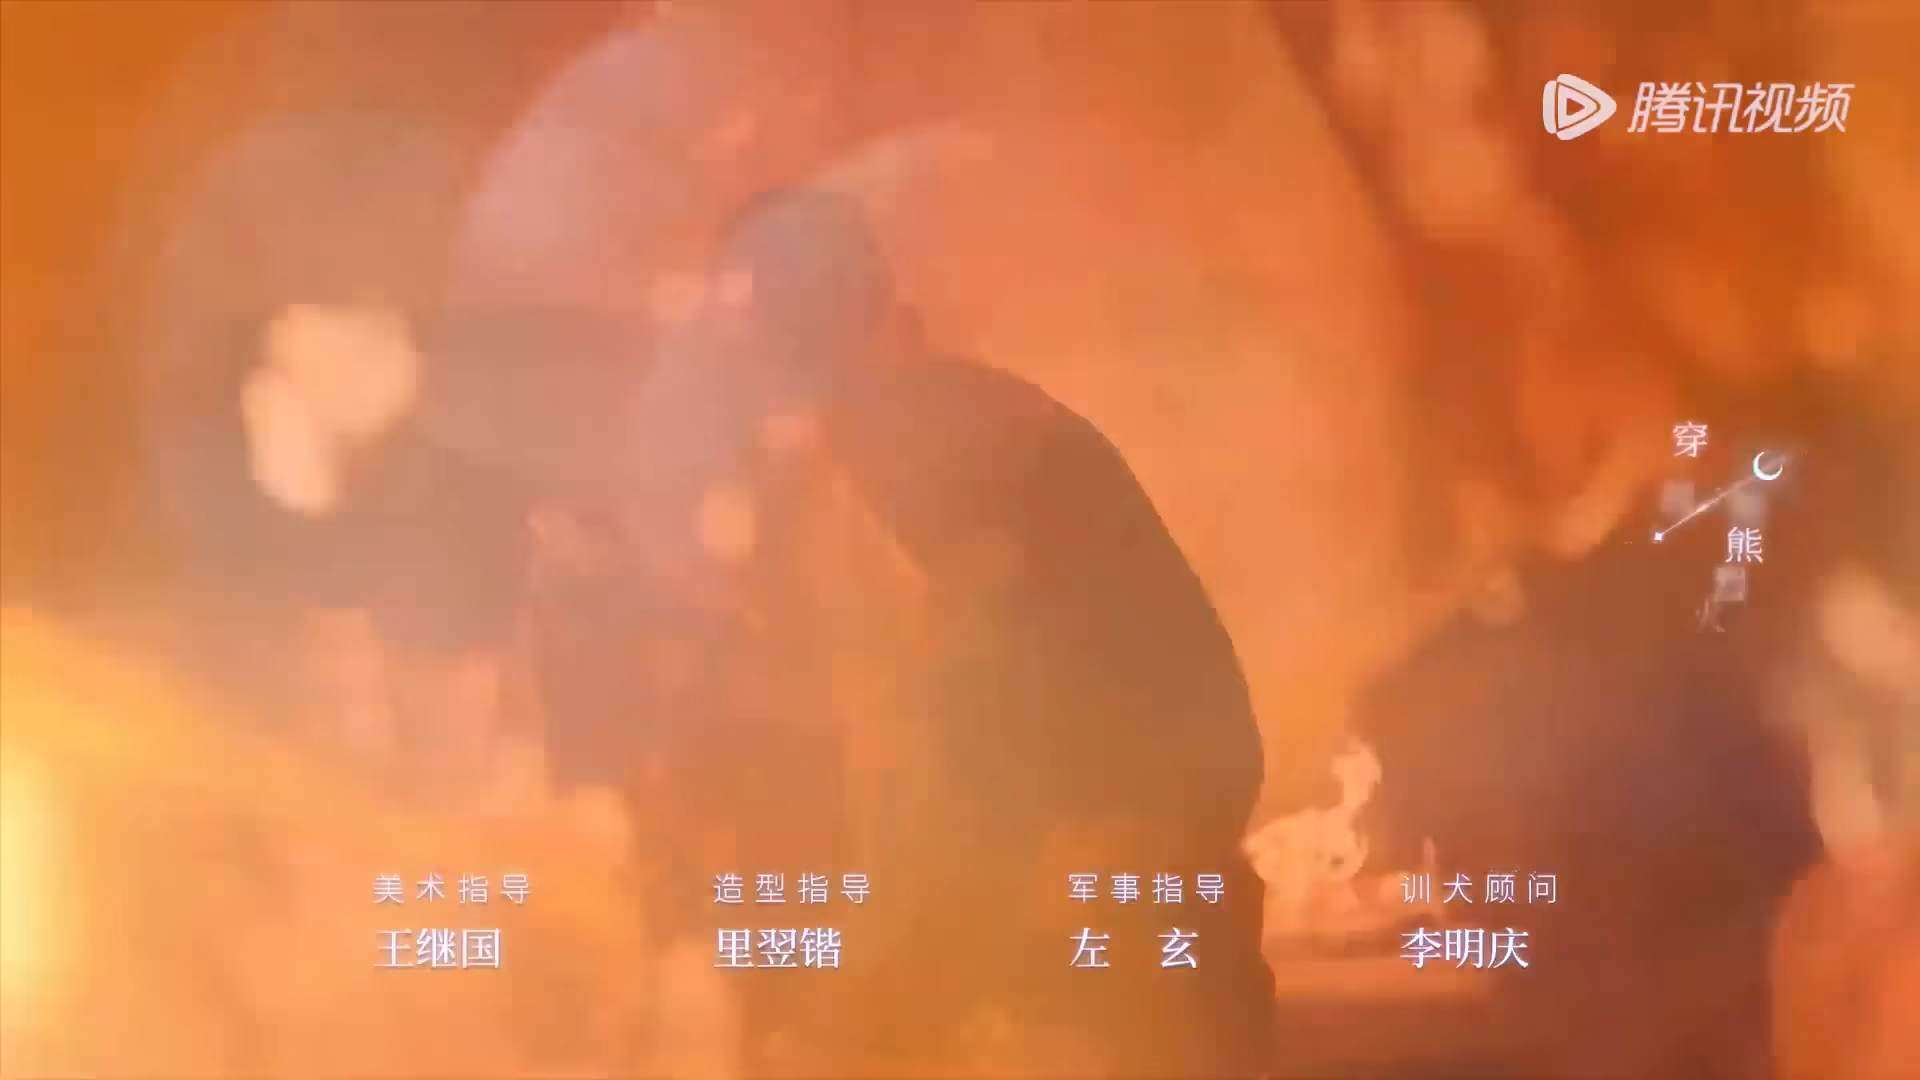 腾讯视频
穿
熊
火
美术指导 造型指导 军事指导 训犬顾问
王继国 里翌锴 左 玄 李明庆